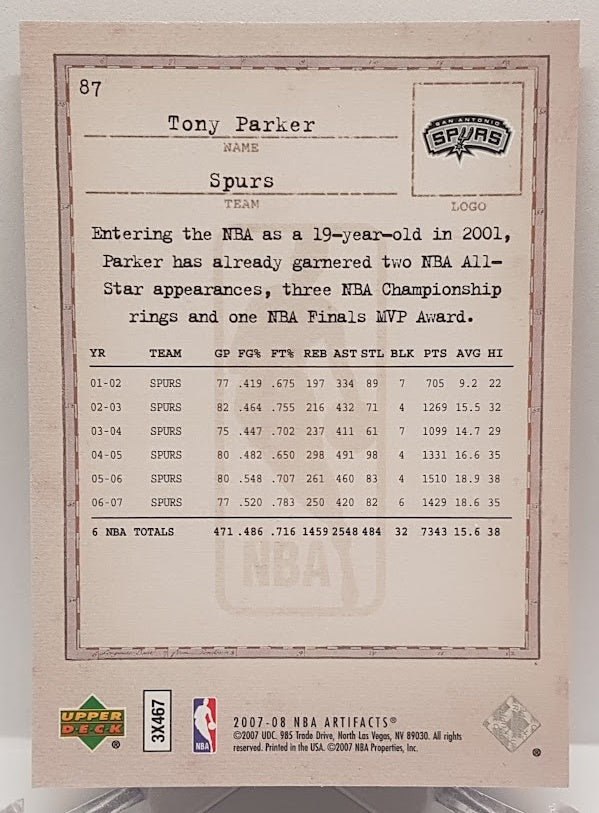 87
Tony Parker
NAME
Spurs
TEAM
SAN ANTONIO
SPURS
LOGO
Entering the NBA as a 19-year-old in 2001,
Parker has already garnered two NBA All-
Star appearances, three NBA Championship
rings and one NBA Finals MVP Award.
YR TEAM GP FG% FT% REB AST STL BLK PTS AVG HI
01-02 SPURS 77 .419 .675 197 334 89 7 705 9.2 22
02-03 SPURS 82 .464 .755 216 432 71 4 1269 15.5 32
03-04 SPURS 75 .447 .702 237 411 61 7 1099 14.7 29
04-05 SPURS 80 .482 .650 298 491 98 4 1331 16.6 35
05-06 SPURS 80 .548 .707 261 460 83 4 1510 18.9 38
06-07 SPURS 77 .520 .783 250 420 82 6 1429 18.6 35
6 NBA TOTALS 471 .486 .716 1459 2548 484 32 7343 15.6 38
NBA
UPPER
DECK®
3X467
NBA
2007-08 NBA ARTIFACTS®
©2007 UDC. 985 Trade Drive, North Las Vegas, NV 89030. All rights
reserved. Printed in the USA. ©2007 NBA Properties, Inc.
®